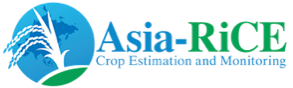 Asia-RiCE
Crop Estimation and Monitoring